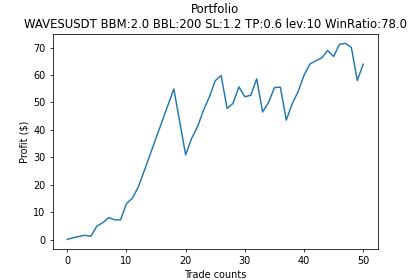 Portfolio
WAVESUSDT BBM:2.0 BBL:200 SL:1.2 TP:0.6 lev:10 WinRatio:78.0
Profit ($)
70
60
50
40
30
20
10
0
0 10 20 30 40 50
Trade counts